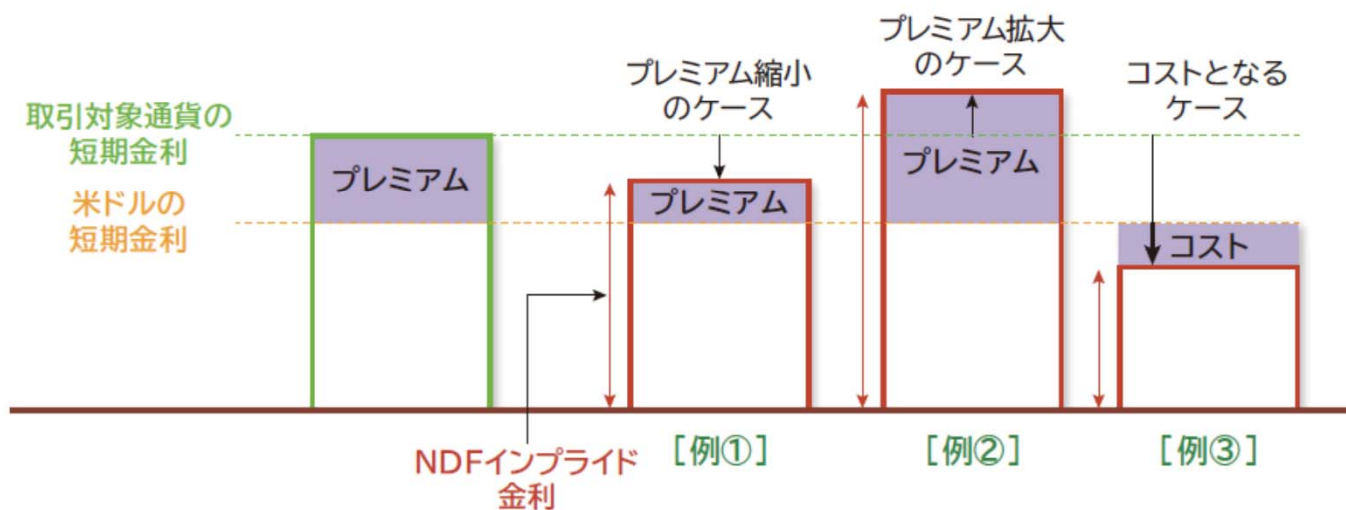 取引対象通貨の
短期金利
米ドルの
短期金利
プレミアム
プレミアム縮小
のケース
プレミアム
プレミアム拡大
のケース
プレミアム
コストとなる
ケース
コスト
NDFインプライド
金利
［例①］
［例②］
［例③］